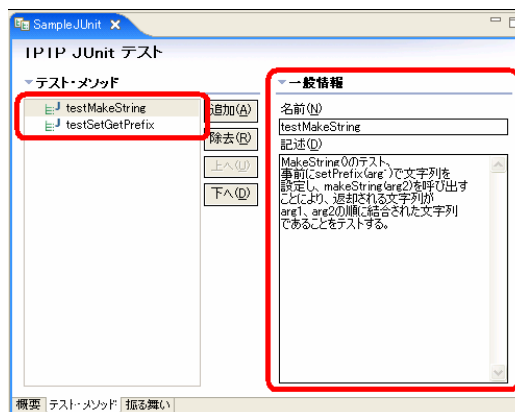 SampleJUnit
TPTP JUnit テスト
テスト・メソッド
testMakeString
testSetGetPrefix
追加(A)
除去(R)
上へ(U)
下へ(D)
一般情報
名前(N)
testMakeString
記述(D)
MakeString()のテスト、
事前にsetPrefix(arg1)で文字列を
設定し、makeString(arg2)を呼び出す
ことにより、返却される文字列が
arg1、arg2の順に結合された文字列
であることをテストする。
概要 テスト・メソッド 振る舞い